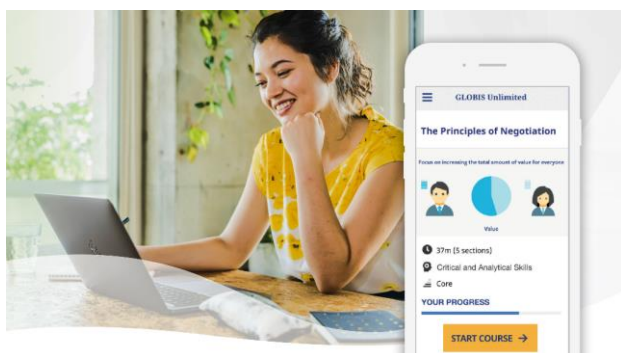 GLOBIS Unlimited
The Principles of Negotiation
Focus on increasing the total amount of value for everyone
Value
37m (5 sections)
Critical and Analytical Skills
Core
YOUR PROGRESS
START COURSE →